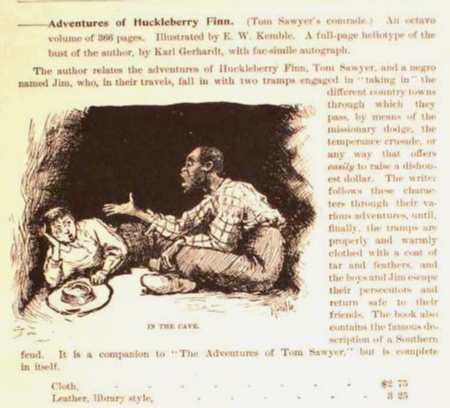 Adventures of Huckleberry Finn. (Tom Sawyer's comrade.) An octavo
volume of 366 pages. Illustrated by E. W. Kemble. A full-page heliotype of the
bust of the author, by Karl Gerhardt, with fac-simile autograph.
The author relates the adventures of Huckleberry Finn, Tom Sawyer, and a negro
named Jim, who, in their travels, fall in with two tramps engaged in "taking in" the
different country towns
through which they
pass, by means of the
missionary dodge, the
temperance crusade, or
any way that offers
easily to raise a dishon-
est dollar. The writer
follows these charac-
ters through their va-
rious adventures, until,
finally, the tramps are
properly and warmly
clothed with a coat of
tar and feathers, and
the boys and Jim escape
their persecutors and
return safe to their
friends. The book also
contains the famous de-
scription of a Southern
IN THE CAVE.
feud. It is a companion to "The Adventures of Tom Sawyer," but is complete
in itself.
Cloth, - - - - - - $2 75
Leather, library style, - - - - - 3 25